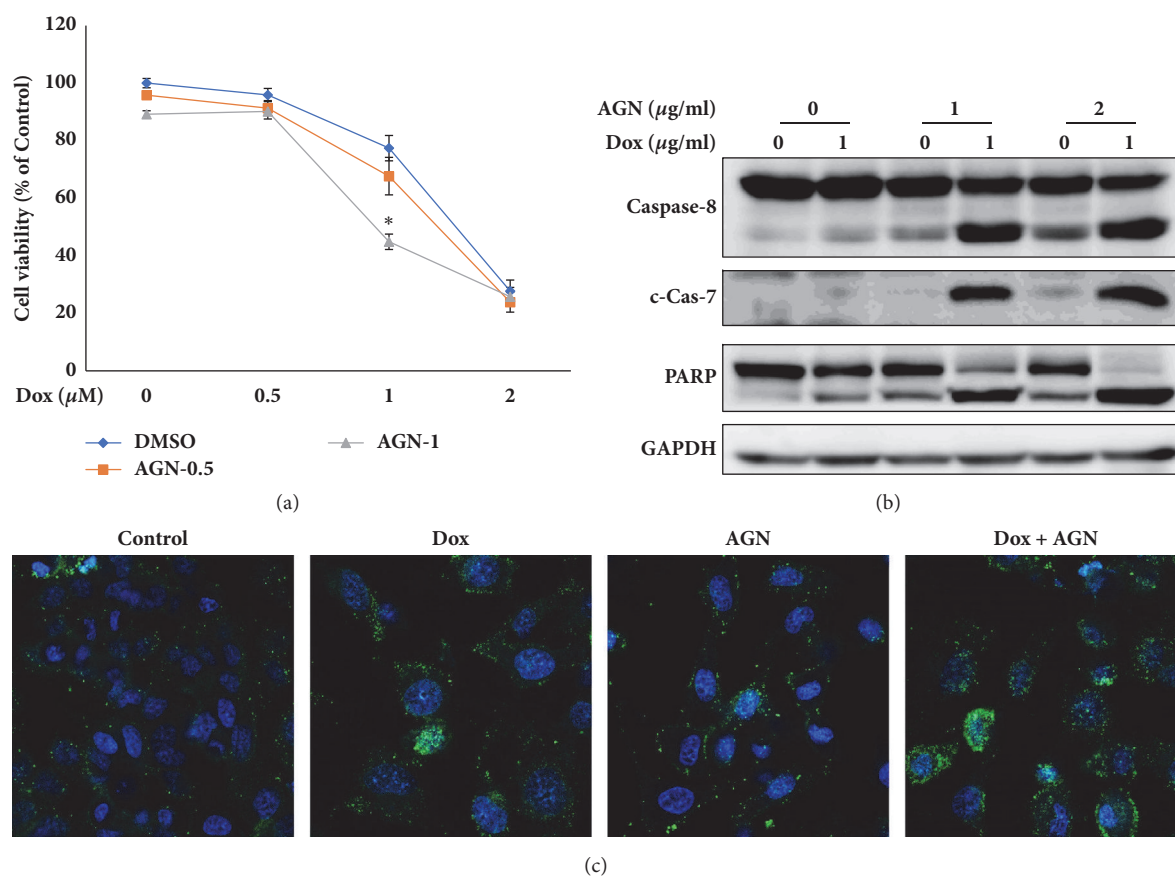 120
100
80
60
40
20
0
Cell viability (% of Control)
*
Dox (µM) 0 0.5 1 2
DMSO
AGN-1
AGN-0.5
(a)
AGN (µg/ml) 0 1 2
Dox (µg/ml) 0 1 0 1 0 1
Caspase-8
c-Cas-7
PARP
GAPDH
(b)
Control Dox AGN Dox + AGN
(c)